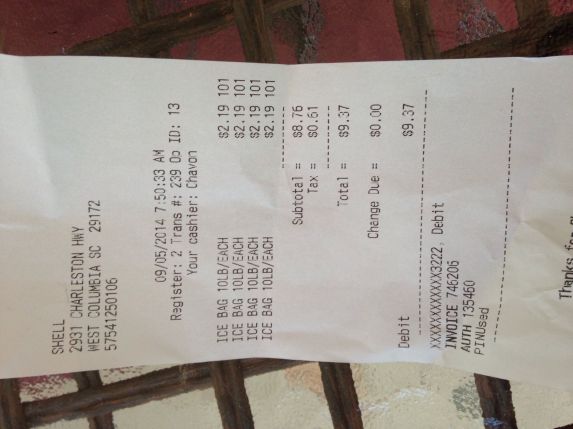 SHELL
2931 CHARLESTON HWY
WEST COLUMBIA SC 29172
57541250106
09/05/2014 7:50:33 AM
Register: 2 Trans #: 239 Op ID: 13
Your cashier: Chavon
ICE BAG 10LB/EACH $2.19 101
ICE BAG 10LB/EACH $2.19 101
ICE BAG 10LB/EACH $2.19 101
ICE BAG 10LB/EACH $2.19 101
Subtotal = $8.76
Tax = $0.61
Total = $9.37
Change Due = $0.00
Debit $9.37
XXXXXXXXXXXX3222, Debit
INVOICE 746206
AUTH 135460
PINUsed
Thanks for